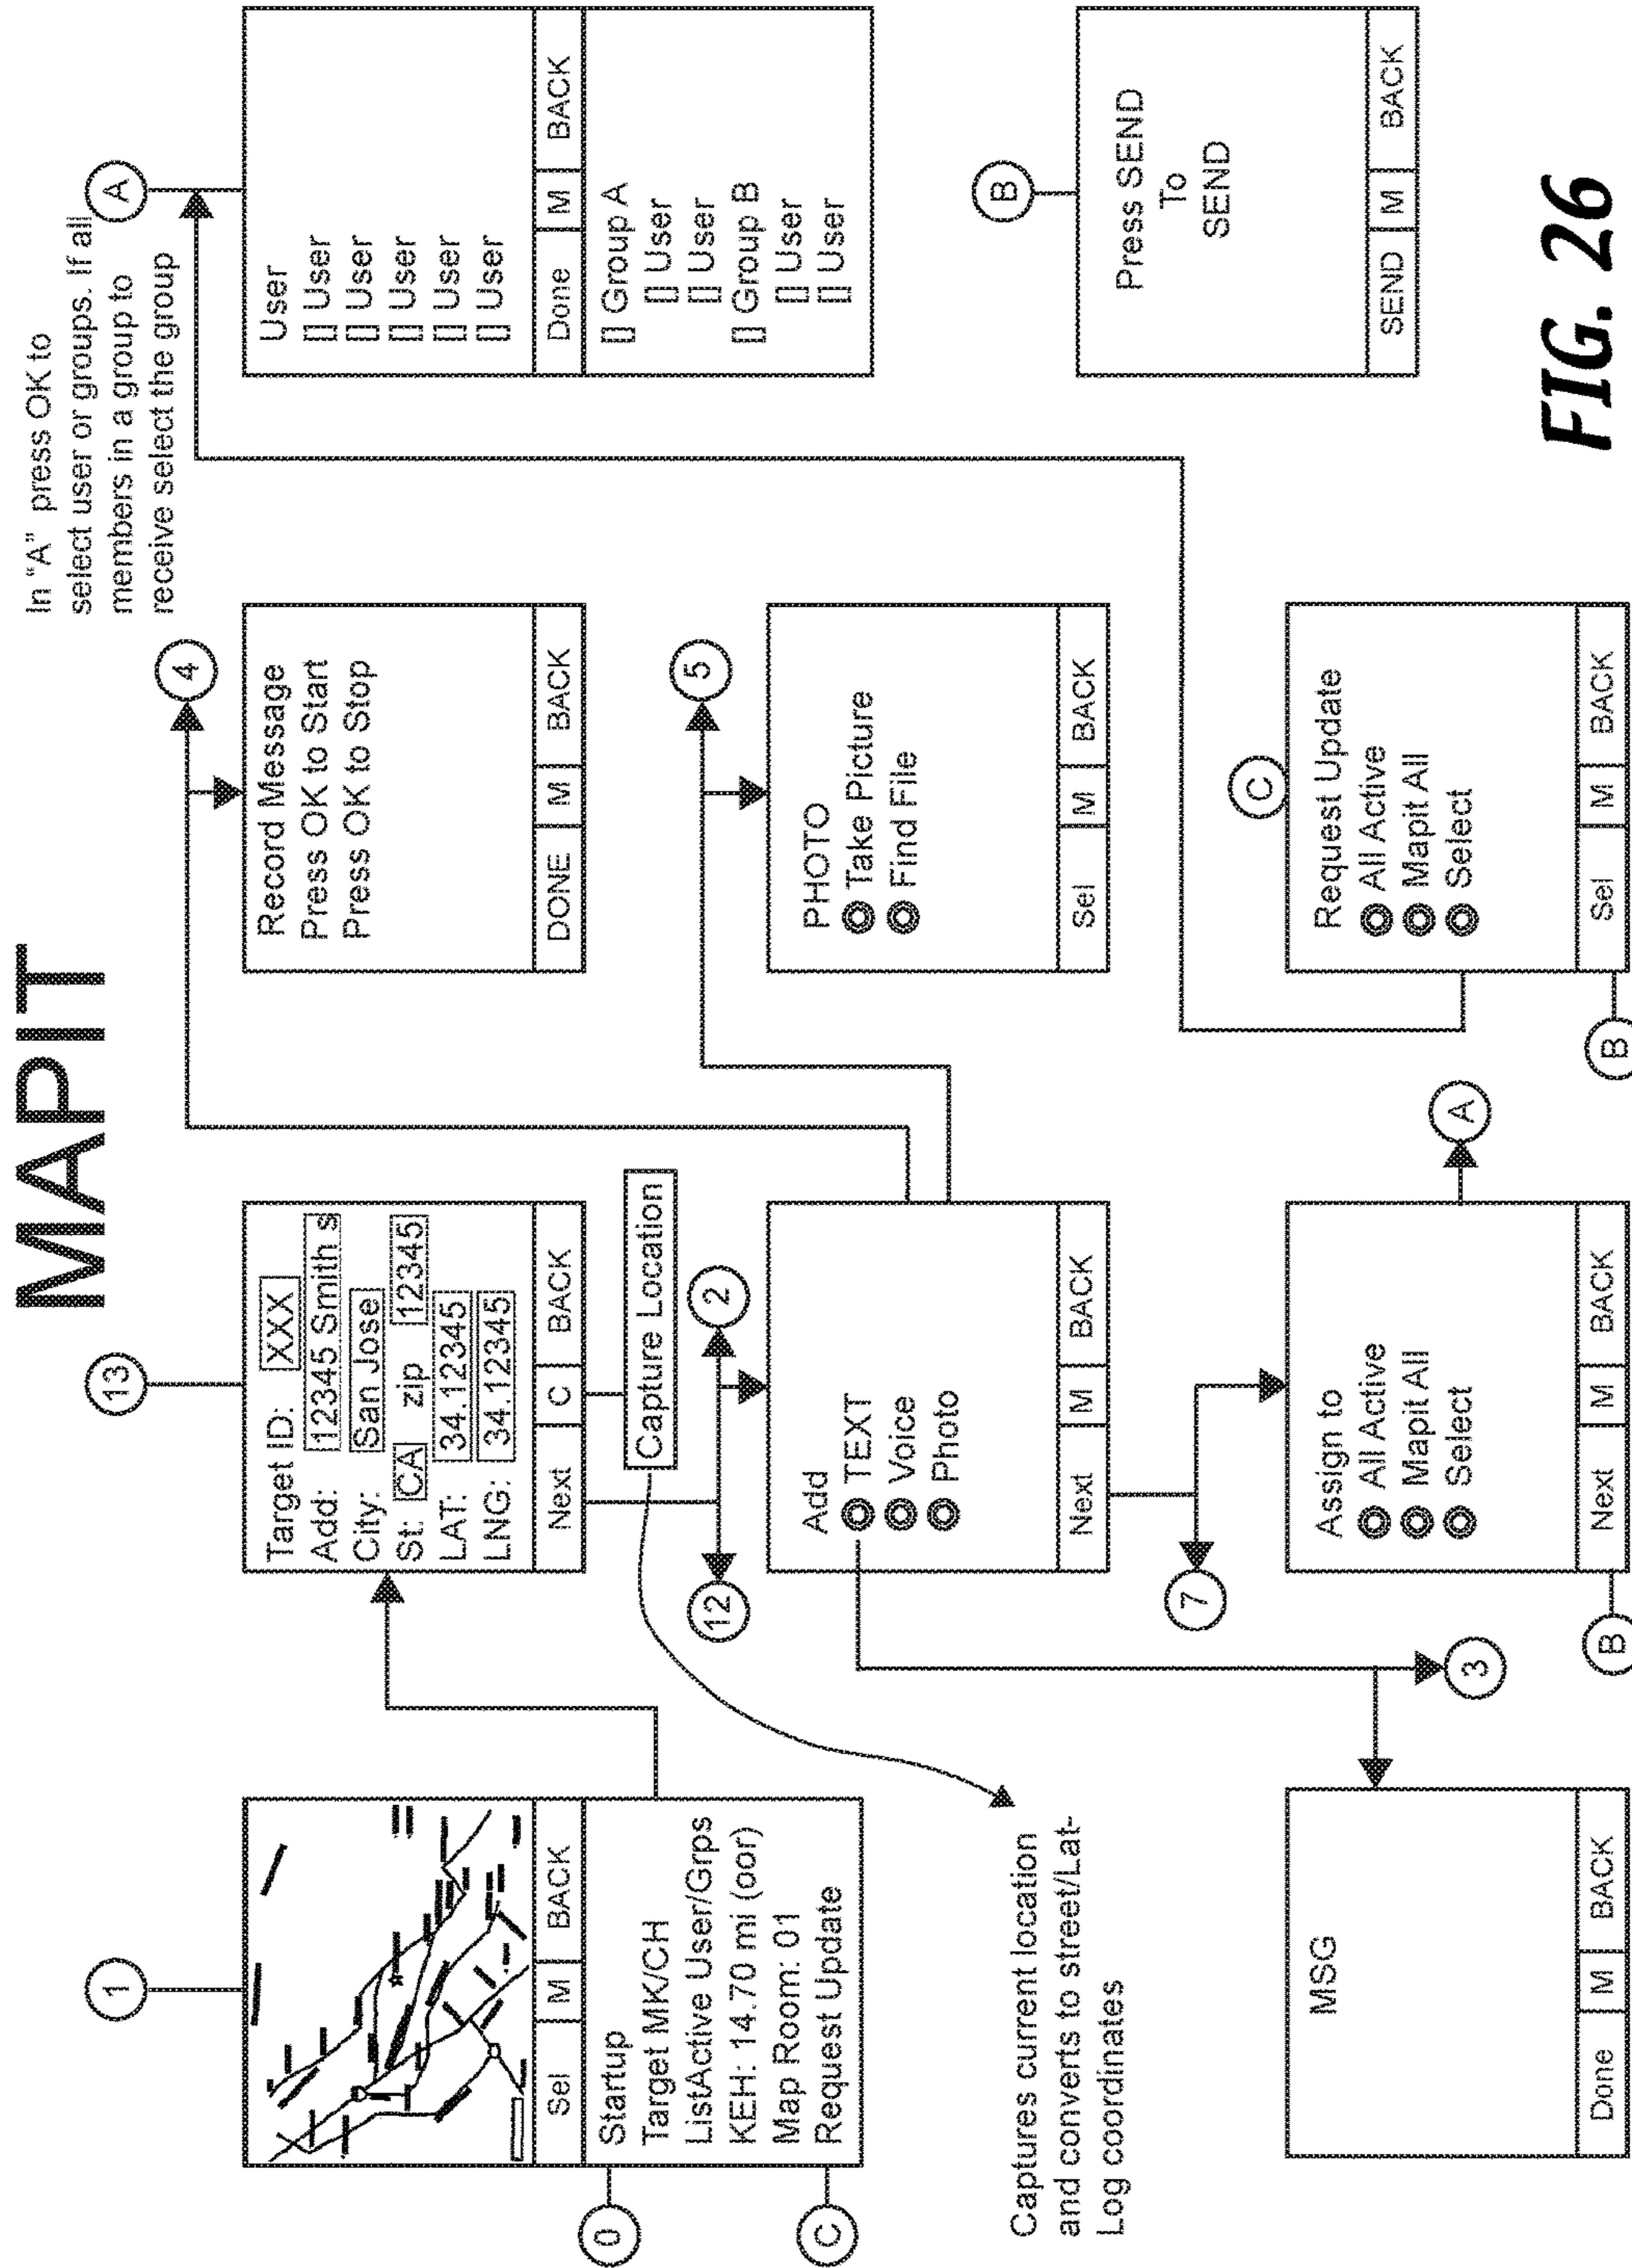 MAPIT
1
Sel M BACK
0
Startup
Target MK/CH
ListActive User/Grps
KEH: 14.70 mi (oor)
Map Room: 01
Request Update
C
Captures current location
and converts to street/Lat-
Log coordinates
MSG
Done M BACK
13
Target ID: XXX
Add: 12345 Smith s
City: San Jose
St: CA zip 12345
LAT: 34.12345
LNG: 34.12345
Next C BACK
Capture Location
12
2
Add
TEXT
Voice
Photo
Next M BACK
7
3
Assign to
All Active
Mapit All
Select
Next M BACK
A
B
4
Record Message
Press OK to Start
Press OK to Stop
DONE M BACK
5
PHOTO
Take Picture
Find File
Sel M BACK
C
Request Update
All Active
Mapit All
Select
Sel M BACK
B
In "A" press OK to
select user or groups. If all
members in a group to
receive select the group
A
User
[] User
[] User
[] User
[] User
[] User
Done M BACK
[] Group A
[] User
[] User
[] Group B
[] User
[] User
B
Press SEND
To
SEND
SEND M BACK
FIG. 26